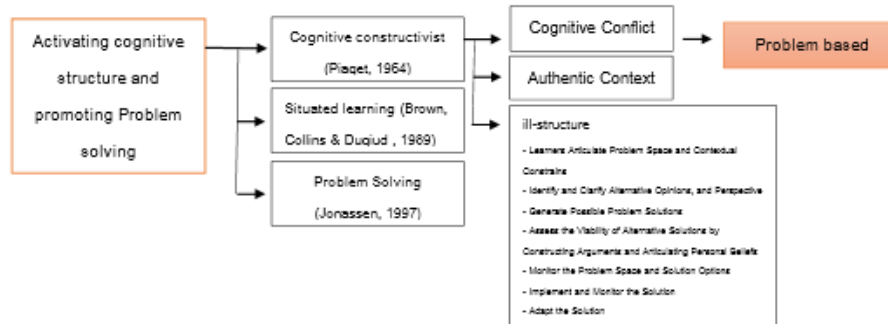 Activating cognitive
structure and
promoting Problem
solving
Cognitive constructivist
(Piaget, 1964)
Situated learning (Brown,
Collins & Duqiud , 1989)
Problem Solving
(Jonassen, 1997)
Cognitive Conflict
Authentic Context
ill-structure
- Learners Articulate Problem Space and Contextual
Constrains
- Identify and Clarify Alternative Opinions, and Perspective
- Generate Possible Problem Solutions
- Assess the Viability of Alternative Solutions by
Constructing Arguments and Articulating Personal Beliefs
- Monitor the Problem Space and Solution Options
- Implement and Monitor the Solution
- Adapt the Solution
Problem based